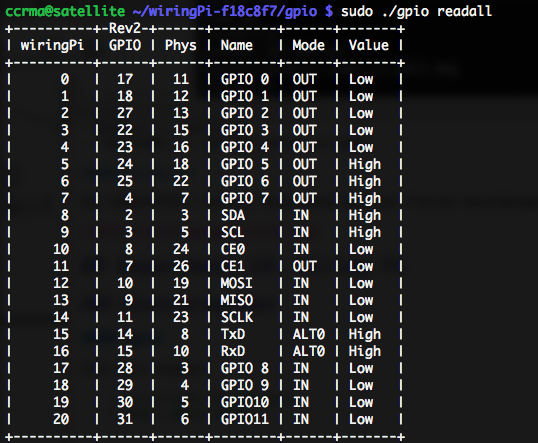 ccrma@satellite ~/wiringPi-f18c8f7/gpio $ sudo ./gpio readall
+----------+-Rev2-+------+--------+------+-------+
| wiringPi | GPIO | Phys | Name   | Mode | Value |
+----------+------+------+--------+------+-------+
|      0   |  17  |  11  | GPIO 0 | OUT  | Low   |
|      1   |  18  |  12  | GPIO 1 | OUT  | Low   |
|      2   |  27  |  13  | GPIO 2 | OUT  | Low   |
|      3   |  22  |  15  | GPIO 3 | OUT  | Low   |
|      4   |  23  |  16  | GPIO 4 | OUT  | Low   |
|      5   |  24  |  18  | GPIO 5 | OUT  | High  |
|      6   |  25  |  22  | GPIO 6 | OUT  | High  |
|      7   |   4  |   7  | GPIO 7 | OUT  | High  |
|      8   |   2  |   3  | SDA    | IN   | High  |
|      9   |   3  |   5  | SCL    | IN   | High  |
|     10   |   8  |  24  | CE0    | IN   | Low   |
|     11   |   7  |  26  | CE1    | OUT  | Low   |
|     12   |  10  |  19  | MOSI   | IN   | Low   |
|     13   |   9  |  21  | MISO   | IN   | Low   |
|     14   |  11  |  23  | SCLK   | IN   | Low   |
|     15   |  14  |   8  | TxD    | ALT0 | High  |
|     16   |  15  |  10  | RxD    | ALT0 | High  |
|     17   |  28  |   3  | GPIO 8 | IN   | Low   |
|     18   |  29  |   4  | GPIO 9 | IN   | Low   |
|     19   |  30  |   5  | GPIO10 | IN   | Low   |
|     20   |  31  |   6  | GPIO11 | IN   | Low   |
+----------+------+------+--------+------+-------+